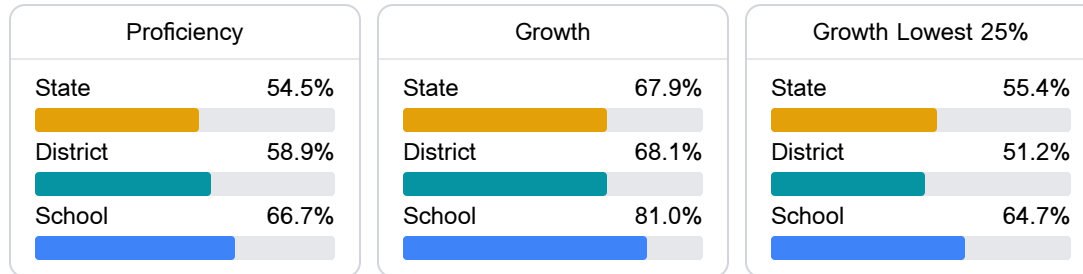 Proficiency
State 54.5%
District 58.9%
School 66.7%
Growth
State 67.9%
District 68.1%
School 81.0%
Growth Lowest 25%
State 55.4%
District 51.2%
School 64.7%